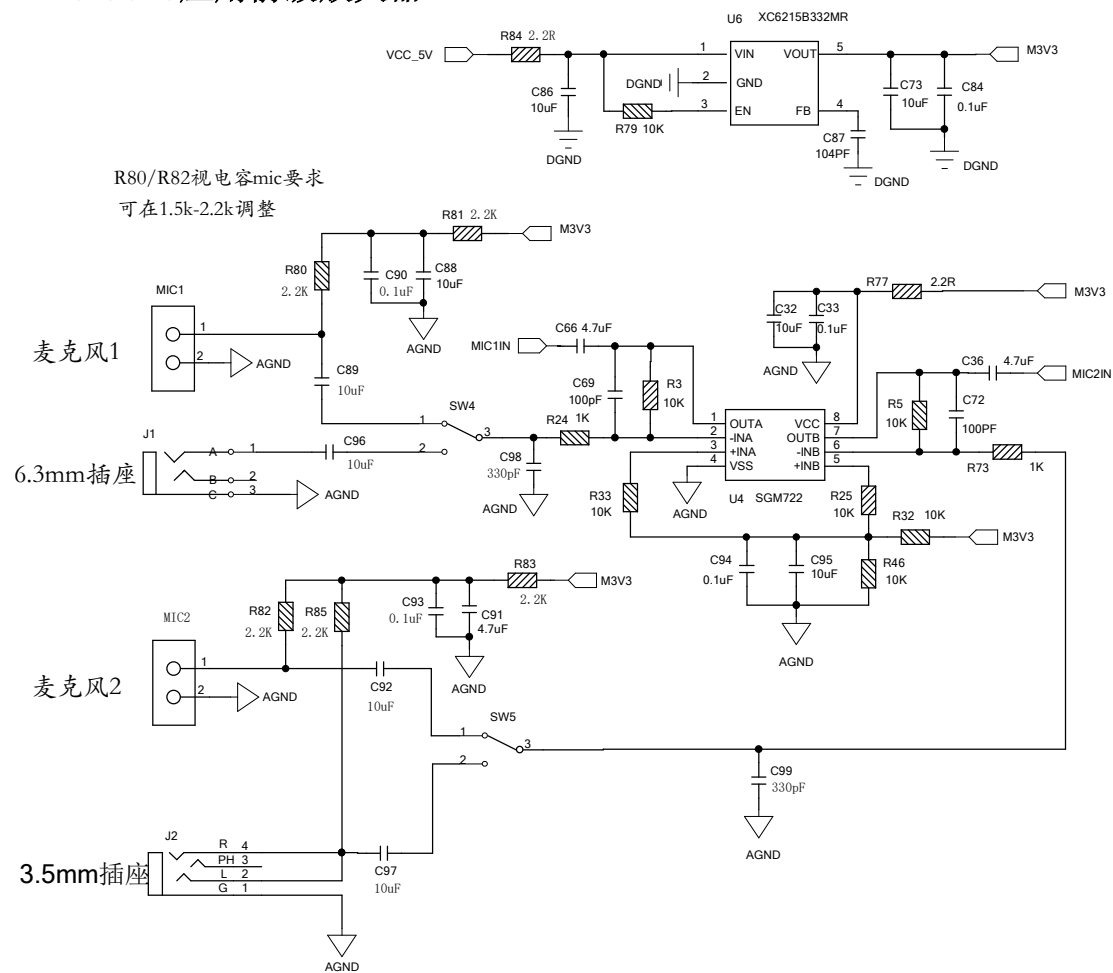 U6 XC6215B332MR
R84 2.2R
VCC_5V
1 VIN VOUT 5
M3V3
DGND 2 GND
C86
10uF
3 EN FB 4
R79 10K
C73
10uF
C84
0.1uF
C87
104PF
DGND
DGND
DGND
R80/R82视电容mic要求
可在1.5k-2.2k调整
R81 2.2K
M3V3
R80
2.2K
C90
0.1uF
C88
10uF
AGND
MIC1
1
2
AGND
麦克风1
C89
10uF
R77 2.2R
M3V3
C32
10uF
C33
0.1uF
AGND
C66 4.7uF
MIC1IN
C69
100pF
R3
10K
C36 4.7uF
MIC2IN
R5
10K
C72
100PF
SW4
1
2
3
R24 1K
1 OUTA VCC 8
2 -INA OUTB 7
3 +INA -INB 6
4 VSS +INB 5
U4 SGM722
R73 1K
J1
A 1
B 2
C 3
6.3mm插座
C96
10uF
AGND
C98
330pF
AGND
AGND
R33
10K
R25
10K
R32 10K
M3V3
C94
0.1uF
C95
10uF
R46
10K
AGND
R83
2.2K
M3V3
MIC2
R82
2.2K
R85
2.2K
C93
0.1uF
C91
4.7uF
AGND
1
2
AGND
麦克风2
C92
10uF
SW5
1
2
3
C99
330pF
AGND
J2
R 4
PH 3
L 2
G 1
3.5mm插座
C97
10uF
AGND